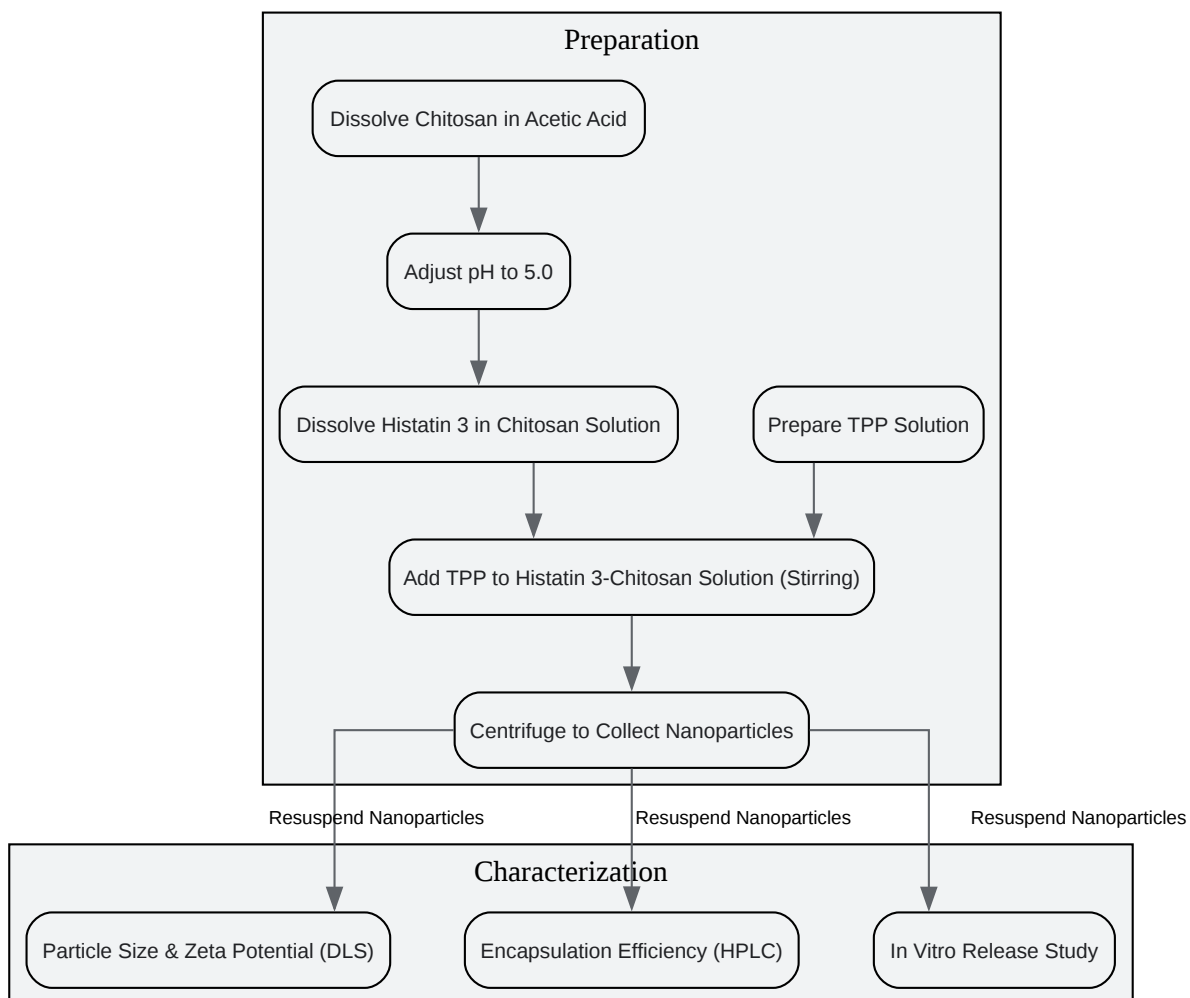 Preparation
Dissolve Chitosan in Acetic Acid
Adjust pH to 5.0
Dissolve Histatin 3 in Chitosan Solution
Prepare TPP Solution
Add TPP to Histatin 3-Chitosan Solution (Stirring)
Centrifuge to Collect Nanoparticles
Resuspend Nanoparticles
Resuspend Nanoparticles
Resuspend Nanoparticles
Characterization
Particle Size & Zeta Potential (DLS)
Encapsulation Efficiency (HPLC)
In Vitro Release Study